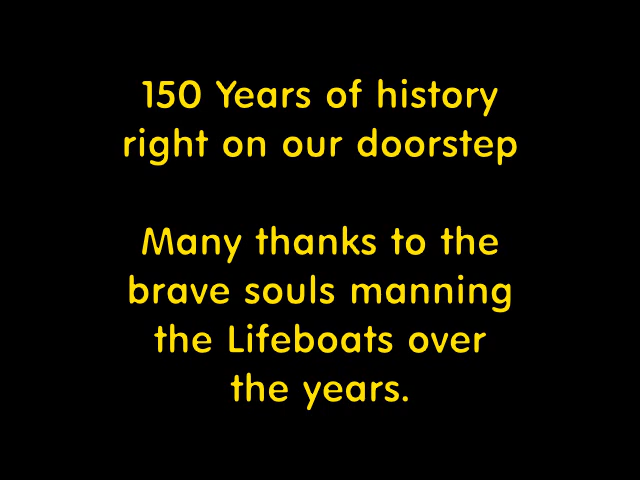 150 Years of history
right on our doorstep
Many thanks to the
brave souls manning
the Lifeboats over
the years.